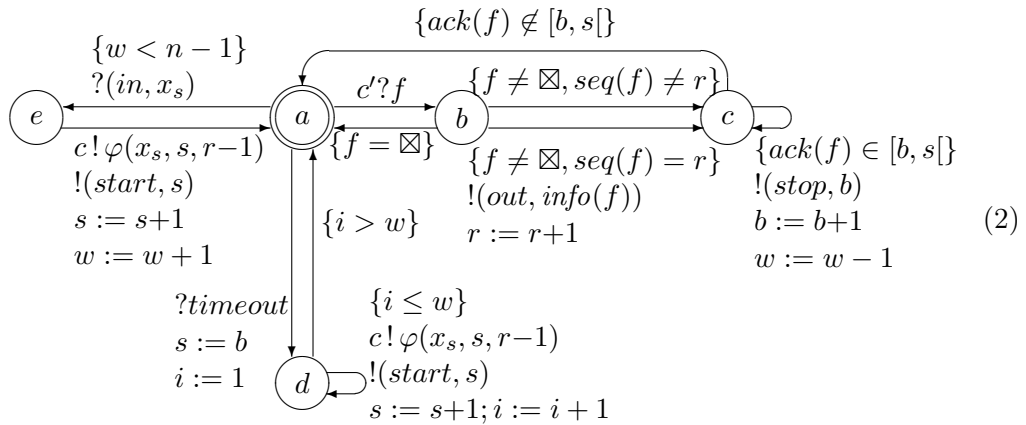 {ack(f) ∉ [b, s[}
{w < n − 1}
?(in, x_s)
c'?f
{f ≠ ⊠, seq(f) ≠ r}
e
a
b
c
c! φ(x_s, s, r−1)
!(start, s)
s := s+1
w := w + 1
{f = ⊠}
{f ≠ ⊠, seq(f) = r}
!(out, info(f))
r := r+1
{ack(f) ∈ [b, s[}
!(stop, b)
b := b+1
w := w − 1
(2)
{i > w}
?timeout
s := b
i := 1
d
{i ≤ w}
c! φ(x_s, s, r−1)
!(start, s)
s := s+1; i := i + 1